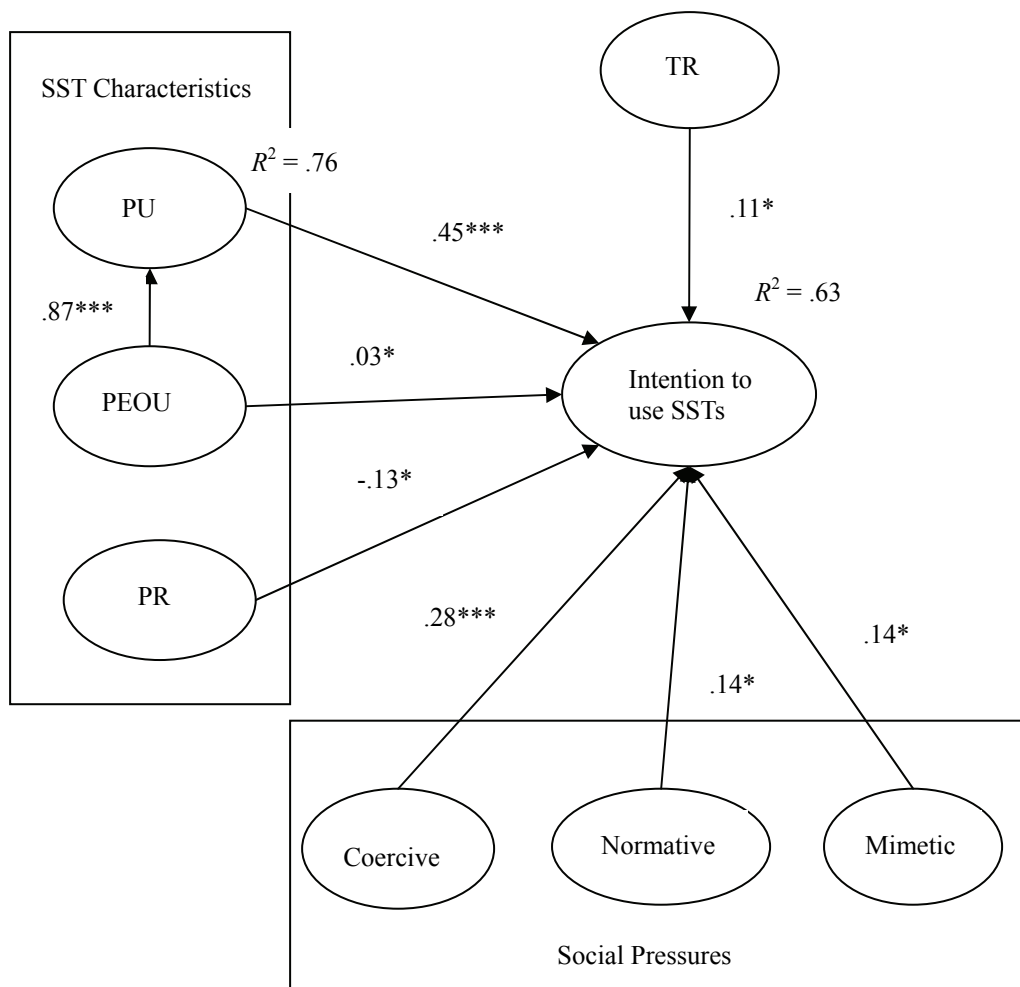 TR
SST Characteristics
R² = .76
PU
.45***
.11*
R² = .63
.87***
.03*
Intention to
use SSTs
PEOU
-.13*
PR
.28***
.14*
.14*
Coercive
Normative
Mimetic
Social Pressures